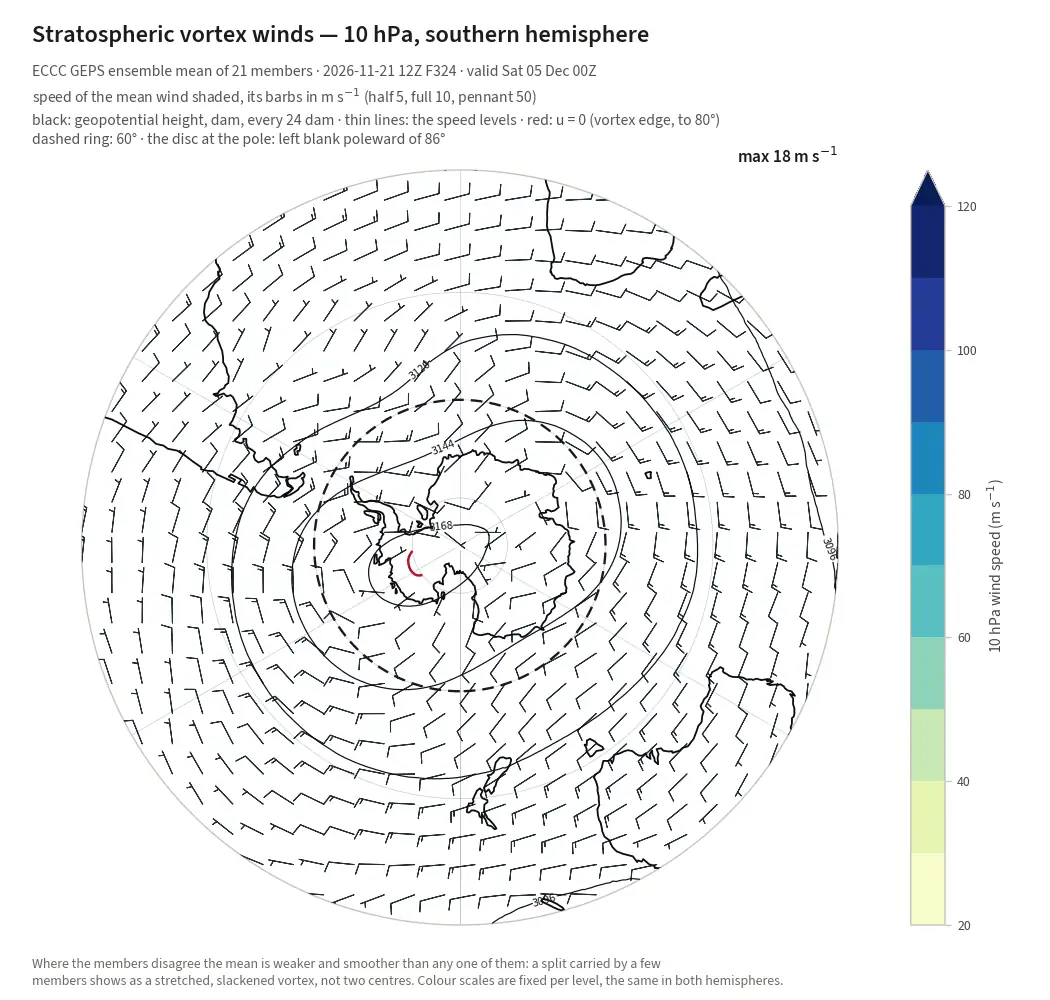 Stratospheric vortex winds — 10 hPa, southern hemisphere
ECCC GEPS ensemble mean of 21 members · 2026-11-21 12Z F324 · valid Sat 05 Dec 00Z
speed of the mean wind shaded, its barbs in m s⁻¹ (half 5, full 10, pennant 50)
black: geopotential height, dam, every 24 dam · thin lines: the speed levels · red: u = 0 (vortex edge, to 80°)
dashed ring: 60° · the disc at the pole: left blank poleward of 86°
max 18 m s⁻¹
120
100
80
60
40
20
10 hPa wind speed (m s⁻¹)
3120
3144
3168
3096
3096
Where the members disagree the mean is weaker and smoother than any one of them: a split carried by a few
members shows as a stretched, slackened vortex, not two centres. Colour scales are fixed per level, the same in both hemispheres.